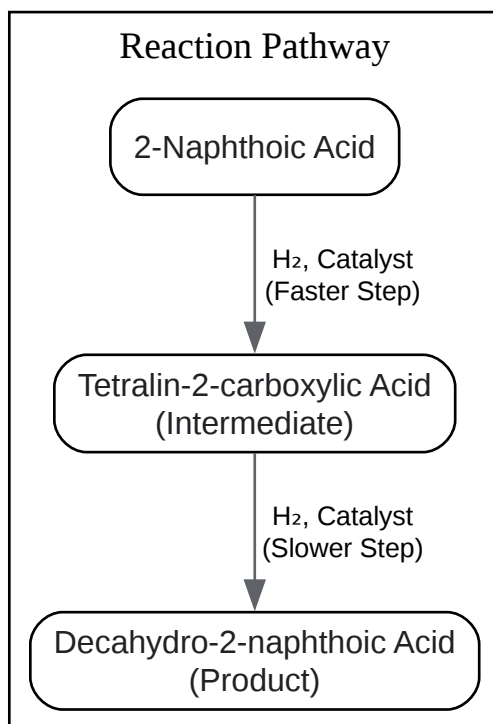 Reaction Pathway
2-Naphthoic Acid
H₂, Catalyst
(Faster Step)
Tetralin-2-carboxylic Acid
(Intermediate)
H₂, Catalyst
(Slower Step)
Decahydro-2-naphthoic Acid
(Product)